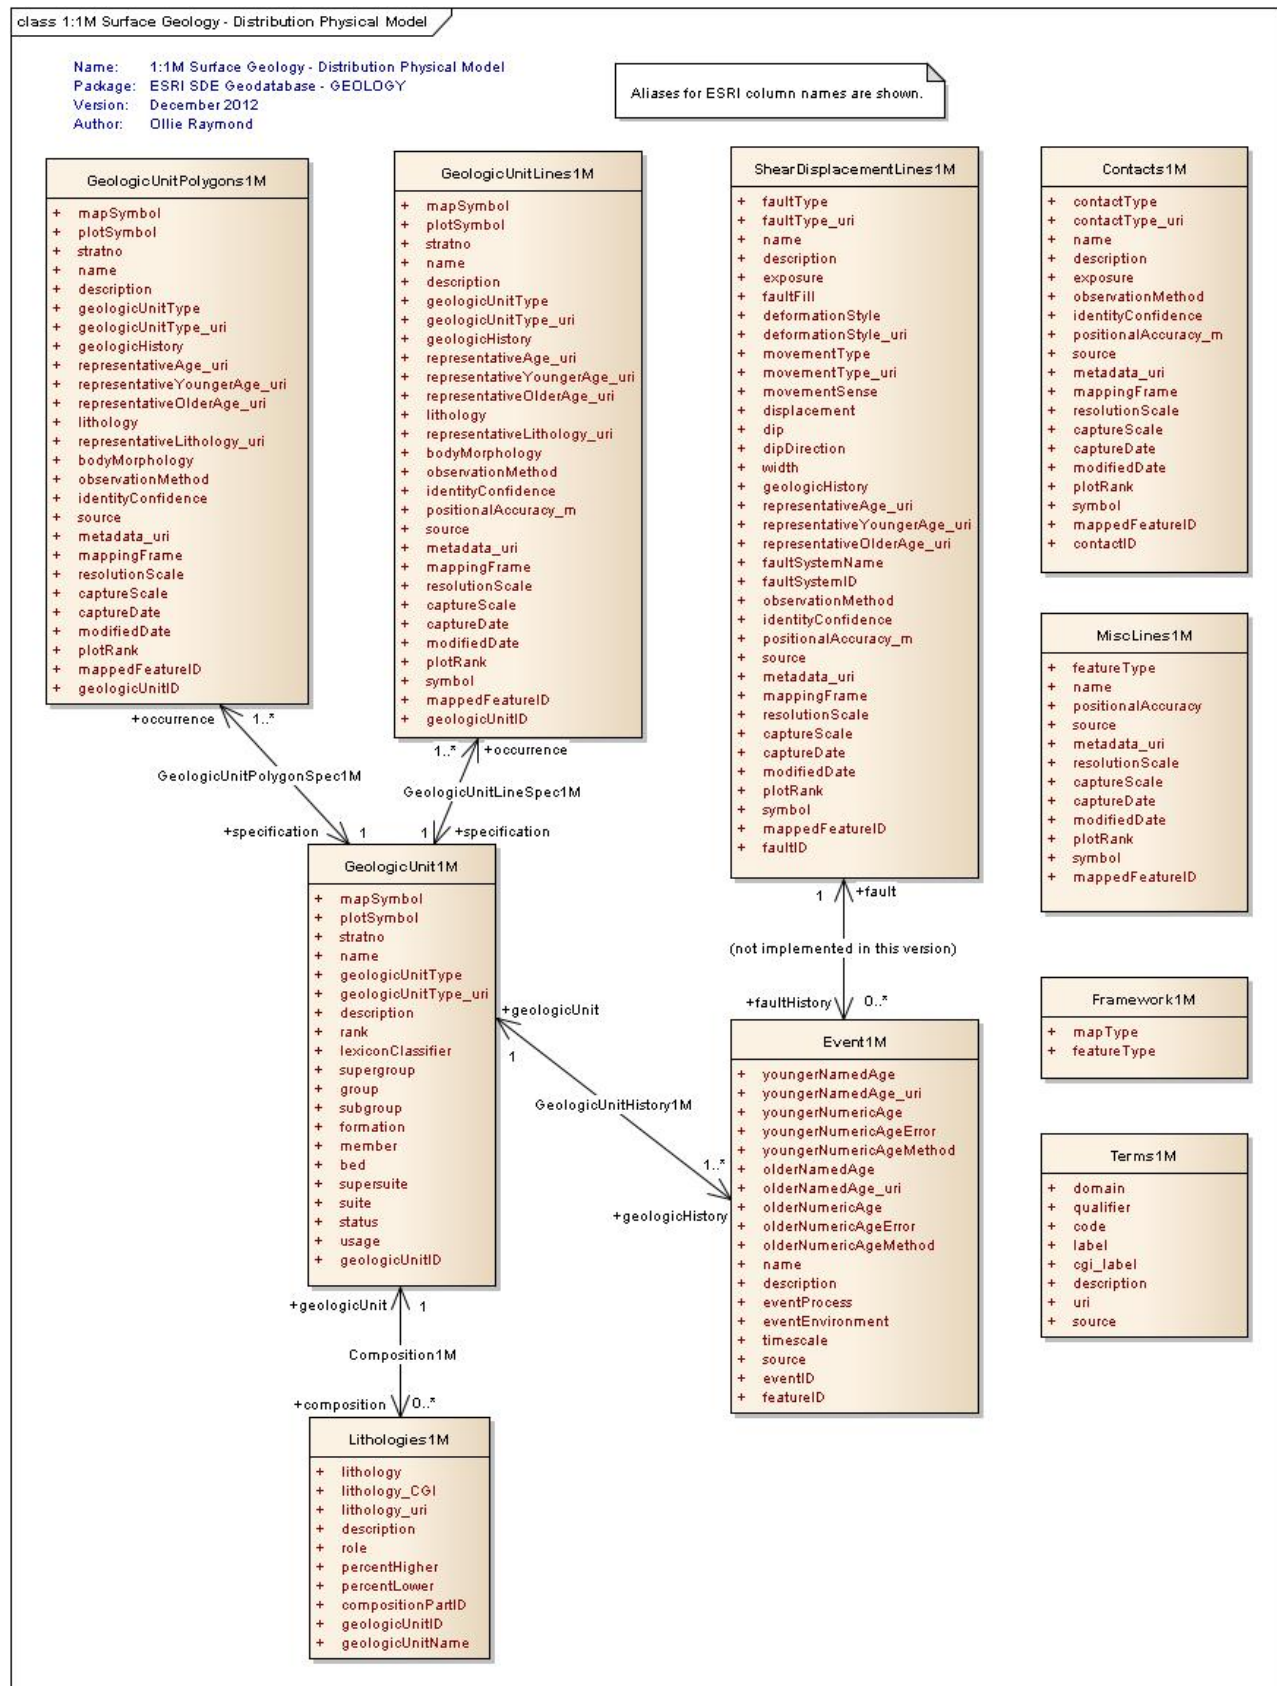 class 1:1M Surface Geology - Distribution Physical Model
Name: 1:1M Surface Geology - Distribution Physical Model
Package: ESRI SDE Geodatabase - GEOLOGY
Version: December 2012
Author: Ollie Raymond
Aliases for ESRI column names are shown.
GeologicUnitPolygons1M
+ mapSymbol
+ plotSymbol
+ stratno
+ name
+ description
+ geologicUnitType
+ geologicUnitType_uri
+ geologicHistory
+ representativeAge_uri
+ representativeYoungerAge_uri
+ representativeOlderAge_uri
+ lithology
+ representativeLithology_uri
+ bodyMorphology
+ observationMethod
+ identityConfidence
+ source
+ metadata_uri
+ mappingFrame
+ resolutionScale
+ captureScale
+ captureDate
+ modifiedDate
+ plotRank
+ mappedFeatureID
+ geologicUnitID
GeologicUnitLines1M
+ mapSymbol
+ plotSymbol
+ stratno
+ name
+ description
+ geologicUnitType
+ geologicUnitType_uri
+ geologicHistory
+ representativeAge_uri
+ representativeYoungerAge_uri
+ representativeOlderAge_uri
+ lithology
+ representativeLithology_uri
+ bodyMorphology
+ observationMethod
+ identityConfidence
+ positionalAccuracy_m
+ source
+ metadata_uri
+ mappingFrame
+ resolutionScale
+ captureScale
+ captureDate
+ modifiedDate
+ plotRank
+ symbol
+ mappedFeatureID
+ geologicUnitID
ShearDisplacementLines1M
+ faultType
+ faultType_uri
+ name
+ description
+ exposure
+ faultFill
+ deformationStyle
+ deformationStyle_uri
+ movementType
+ movementType_uri
+ movementSense
+ displacement
+ dip
+ dipDirection
+ width
+ geologicHistory
+ representativeAge_uri
+ representativeYoungerAge_uri
+ representativeOlderAge_uri
+ faultSystemName
+ faultSystemID
+ observationMethod
+ identityConfidence
+ positionalAccuracy_m
+ source
+ metadata_uri
+ mappingFrame
+ resolutionScale
+ captureScale
+ captureDate
+ modifiedDate
+ plotRank
+ symbol
+ mappedFeatureID
+ faultID
Contacts1M
+ contactType
+ contactType_uri
+ name
+ description
+ exposure
+ observationMethod
+ identityConfidence
+ positionalAccuracy_m
+ source
+ metadata_uri
+ mappingFrame
+ resolutionScale
+ captureScale
+ captureDate
+ modifiedDate
+ plotRank
+ symbol
+ mappedFeatureID
+ contactID
MiscLines1M
+ featureType
+ name
+ positionalAccuracy
+ source
+ metadata_uri
+ resolutionScale
+ captureScale
+ captureDate
+ modifiedDate
+ plotRank
+ symbol
+ mappedFeatureID
+occurrence 1..*
GeologicUnitPolygonSpec1M
+specification 1
1..* +occurrence
GeologicUnitLineSpec1M
1 +specification
GeologicUnit1M
+ mapSymbol
+ plotSymbol
+ stratno
+ name
+ geologicUnitType
+ geologicUnitType_uri
+ description
+ rank
+ lexiconClassifier
+ supergroup
+ group
+ subgroup
+ formation
+ member
+ bed
+ supersuite
+ suite
+ status
+ usage
+ geologicUnitID
1 +fault
(not implemented in this version)
+faultHistory 0..*
+geologicUnit
1
GeologicUnitHistory1M
1..*
+geologicHistory
Event1M
+ youngerNamedAge
+ youngerNamedAge_uri
+ youngerNumericAge
+ youngerNumericAgeError
+ youngerNumericAgeMethod
+ olderNamedAge
+ olderNamedAge_uri
+ olderNumericAge
+ olderNumericAgeError
+ olderNumericAgeMethod
+ name
+ description
+ eventProcess
+ eventEnvironment
+ timescale
+ source
+ eventID
+ featureID
Framework1M
+ mapType
+ featureType
Terms1M
+ domain
+ qualifier
+ code
+ label
+ cgi_label
+ description
+ uri
+ source
+geologicUnit 1
Composition1M
+composition 0..*
Lithologies1M
+ lithology
+ lithology_CGI
+ lithology_uri
+ description
+ role
+ percentHigher
+ percentLower
+ compositionPartID
+ geologicUnitID
+ geologicUnitName